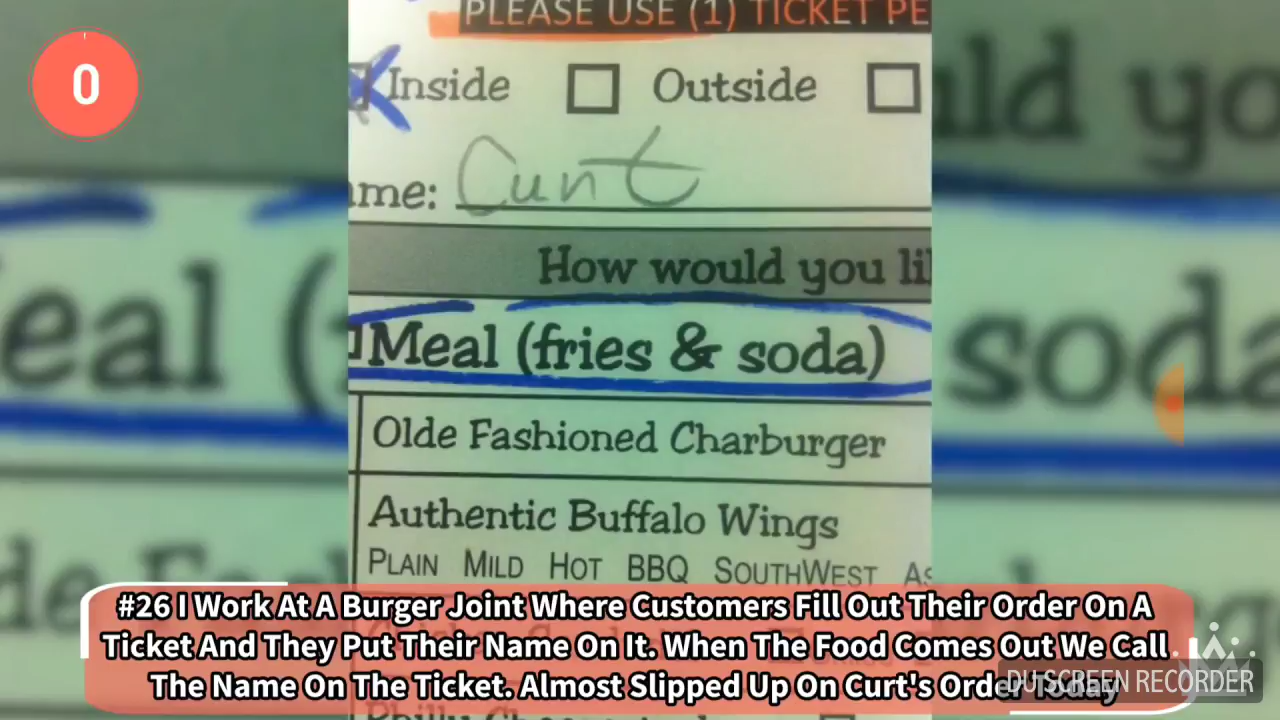 0
PLEASE USE (1) TICKET PE
Inside Outside
ame: Curt
How would you li
Meal (fries & soda)
Olde Fashioned Charburger
Authentic Buffalo Wings
PLAIN MILD HOT BBQ SOUTHWEST As
#26 I Work At A Burger Joint Where Customers Fill Out Their Order On A
Ticket And They Put Their Name On It. When The Food Comes Out We Call
The Name On The Ticket. Almost Slipped Up On Curt's Order Today
DU SCREEN RECORDER